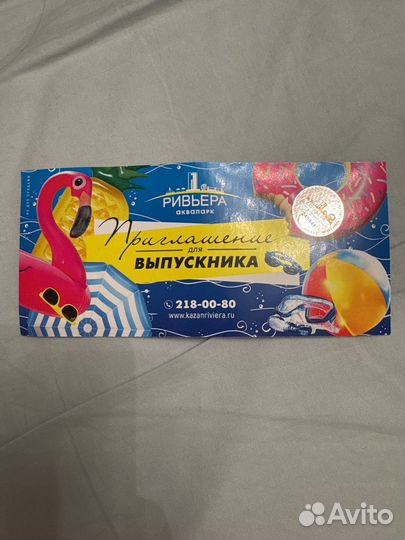 РИВЬЕРА
аквапарк
Приглашение
для
ВЫПУСКНИКА
218-00-80
www.kazanriviera.ru
Avito